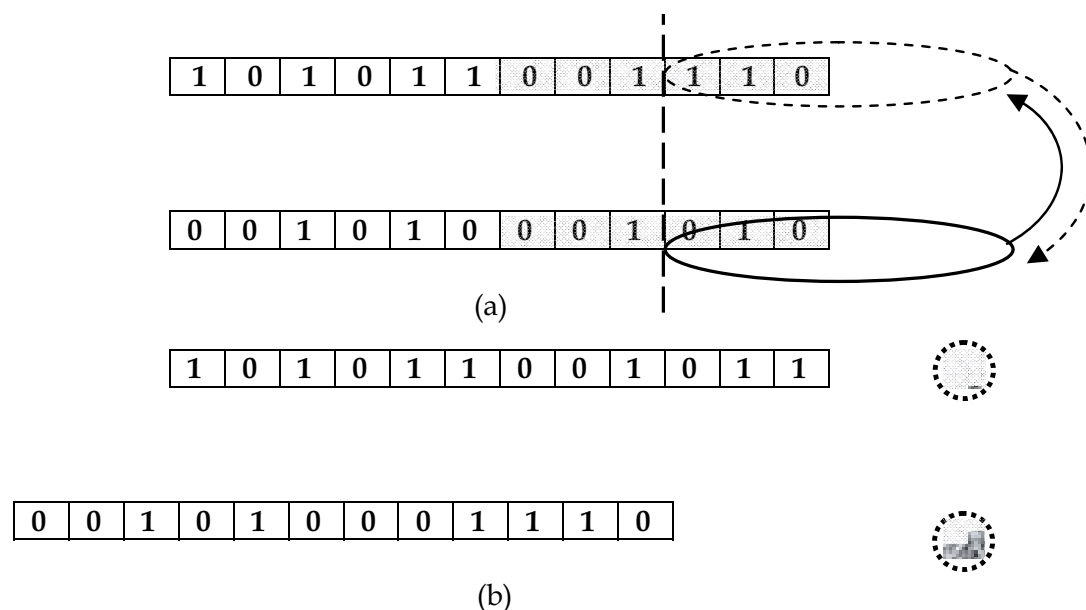 1 0 1 0 1 1 0 0 1 1 1 0
0 0 1 0 1 0 0 0 1 0 1 0
(a)
1 0 1 0 1 1 0 0 1 0 1 1
0 0 1 0 1 0 0 0 1 1 1 0
(b)